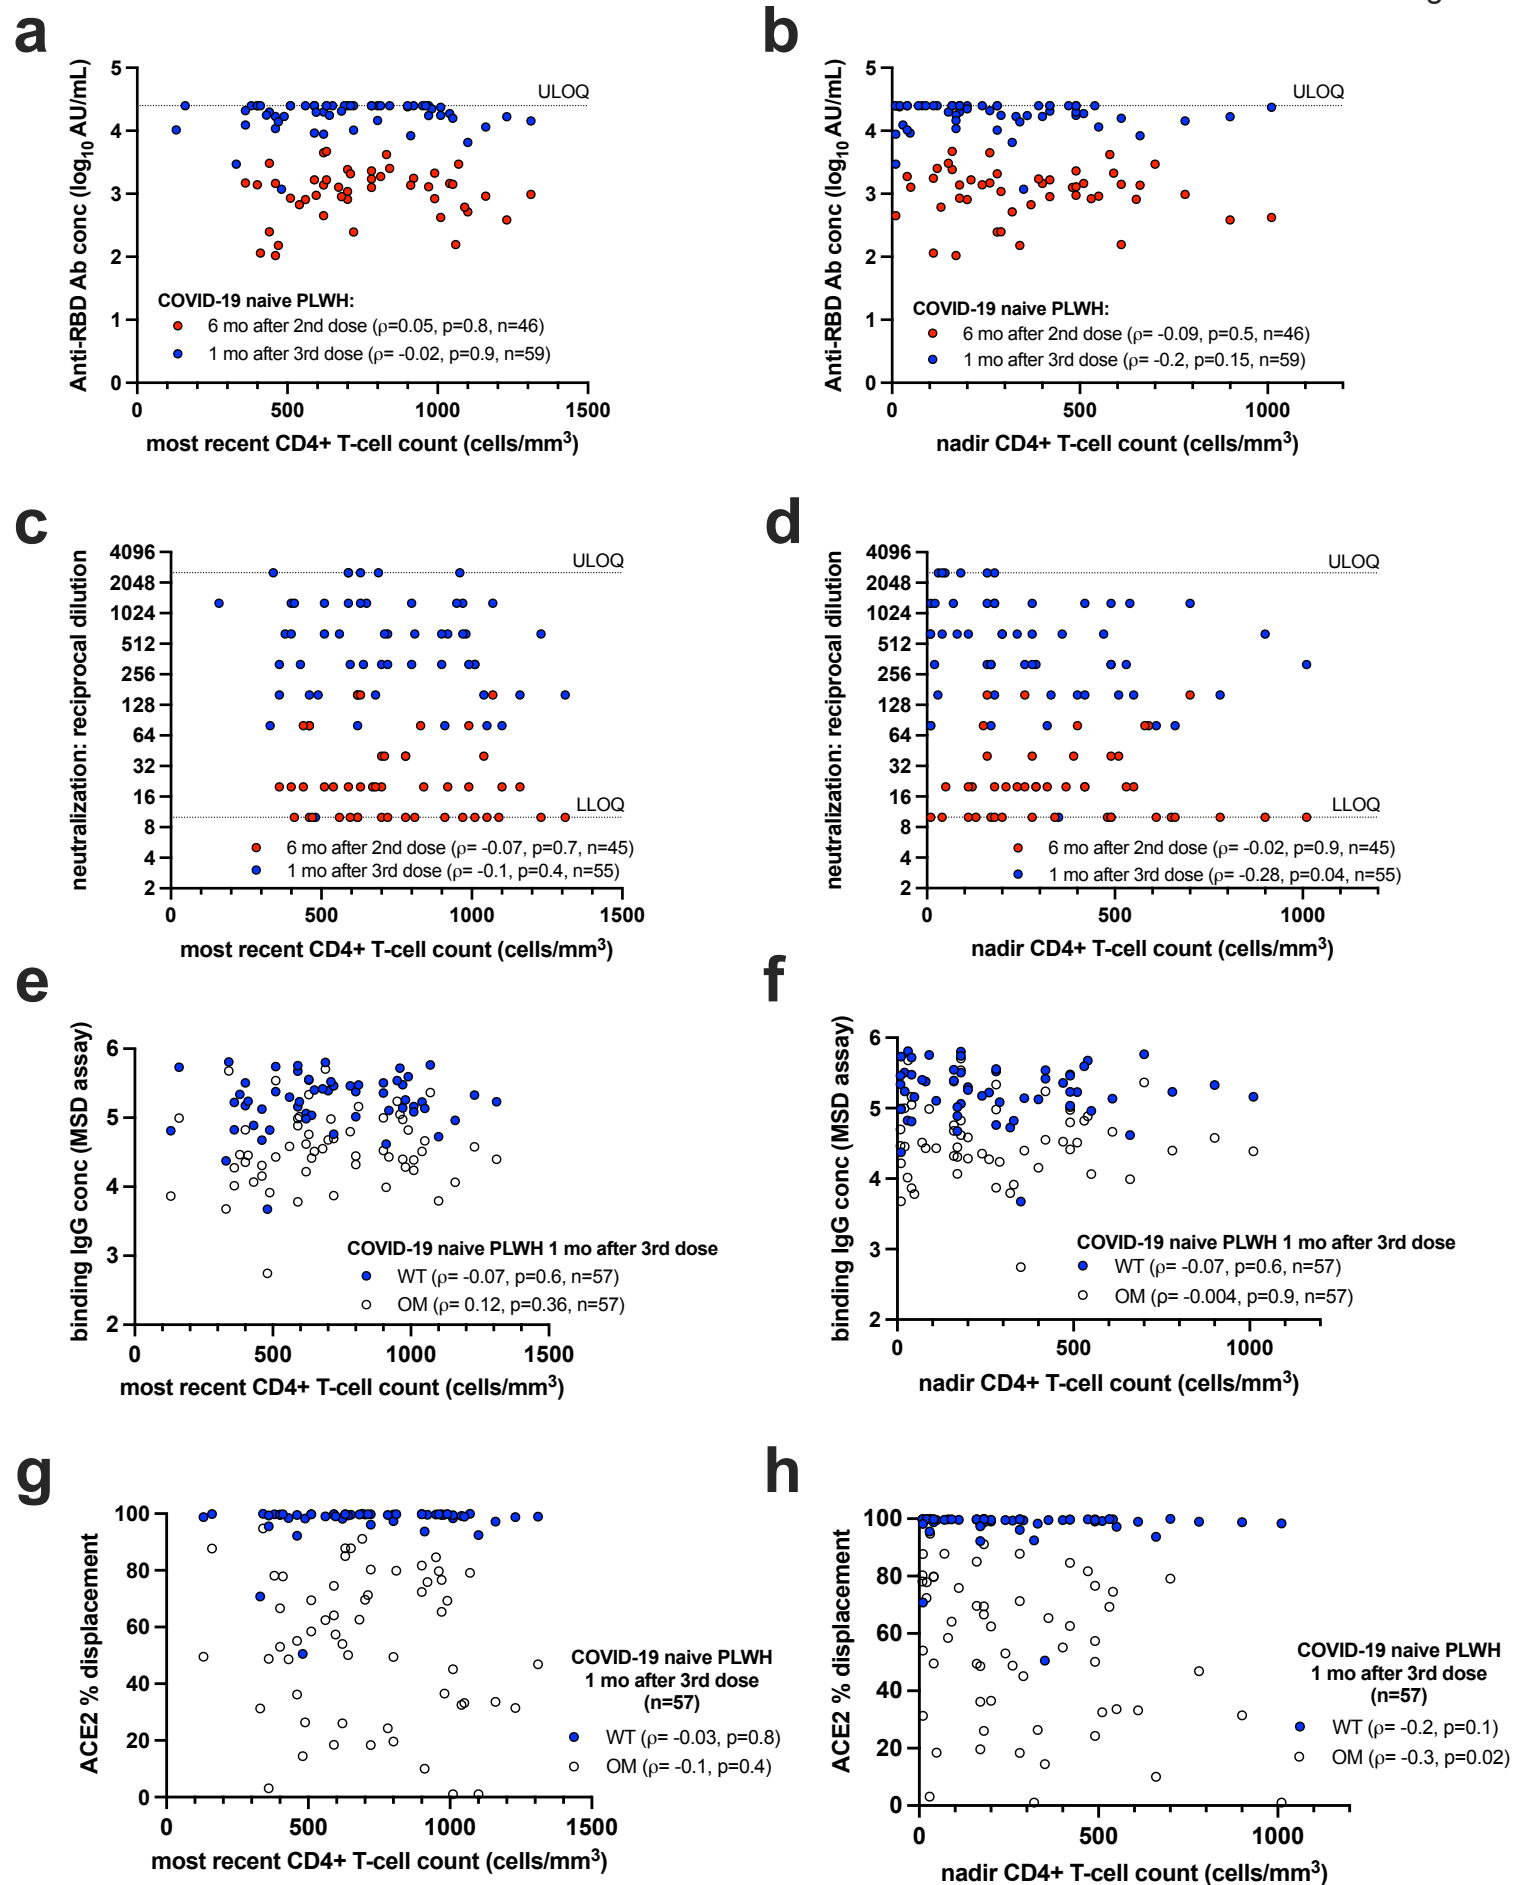 g
a
b
5
4
3
2
1
0
Anti-RBD Ab conc (log10 AU/mL)
ULOQ
COVID-19 naive PLWH:
6 mo after 2nd dose (ρ=0.05, p=0.8, n=46)
1 mo after 3rd dose (ρ= -0.02, p=0.9, n=59)
0 500 1000 1500
most recent CD4+ T-cell count (cells/mm3)
5
4
3
2
1
0
Anti-RBD Ab conc (log10 AU/mL)
ULOQ
COVID-19 naive PLWH:
6 mo after 2nd dose (ρ= -0.09, p=0.5, n=46)
1 mo after 3rd dose (ρ= -0.2, p=0.15, n=59)
0 500 1000
nadir CD4+ T-cell count (cells/mm3)
c
d
4096
2048
1024
512
256
128
64
32
16
8
4
2
neutralization: reciprocal dilution
ULOQ
LLOQ
6 mo after 2nd dose (ρ= -0.07, p=0.7, n=45)
1 mo after 3rd dose (ρ= -0.1, p=0.4, n=55)
0 500 1000 1500
most recent CD4+ T-cell count (cells/mm3)
4096
2048
1024
512
256
128
64
32
16
8
4
2
neutralization: reciprocal dilution
ULOQ
LLOQ
6 mo after 2nd dose (ρ= -0.02, p=0.9, n=45)
1 mo after 3rd dose (ρ= -0.28, p=0.04, n=55)
0 500 1000
nadir CD4+ T-cell count (cells/mm3)
e
f
6
5
4
3
2
binding IgG conc (MSD assay)
COVID-19 naive PLWH 1 mo after 3rd dose
WT (ρ= -0.07, p=0.6, n=57)
OM (ρ= 0.12, p=0.36, n=57)
0 500 1000 1500
most recent CD4+ T-cell count (cells/mm3)
6
5
4
3
2
binding IgG conc (MSD assay)
COVID-19 naive PLWH 1 mo after 3rd dose
WT (ρ= -0.07, p=0.6, n=57)
OM (ρ= -0.004, p=0.9, n=57)
0 500 1000
nadir CD4+ T-cell count (cells/mm3)
g
h
100
80
60
40
20
0
ACE2 % displacement
COVID-19 naive PLWH
1 mo after 3rd dose
(n=57)
WT (ρ= -0.03, p=0.8)
OM (ρ= -0.1, p=0.4)
0 500 1000 1500
most recent CD4+ T-cell count (cells/mm3)
100
80
60
40
20
0
ACE2 % displacement
COVID-19 naive PLWH
1 mo after 3rd dose
(n=57)
WT (ρ= -0.2, p=0.1)
OM (ρ= -0.3, p=0.02)
0 500 1000
nadir CD4+ T-cell count (cells/mm3)